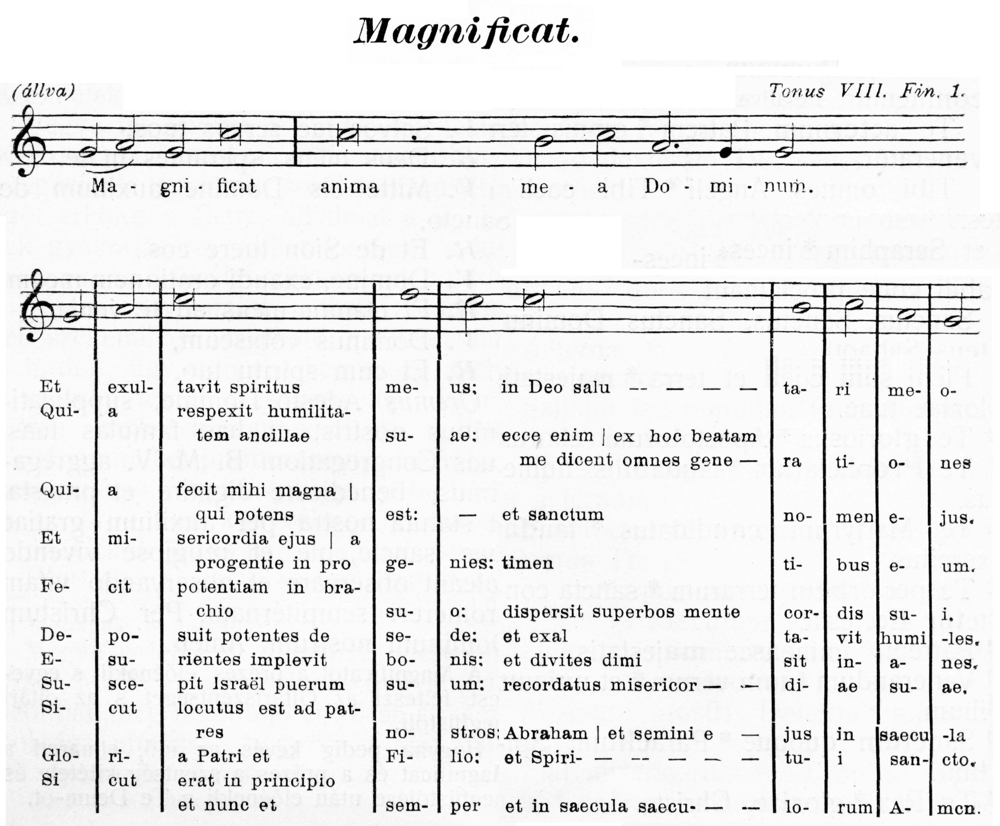 Magnificat.
(állva) Tonus VIII. Fin. 1.
Ma - gni - ficat anima me - a Do - mi - num.
Et exul- tavit spiritus me- us; in Deo salu -- — — — ta- ri me- o-
Qui- a respexit humilita-
tem ancillae su- ae: ecce enim | ex hoc beatam
me dicent omnes gene — ra ti- o- nes
Qui- a fecit mihi magna |
qui potens est: — et sanctum no- men e- jus.
Et mi- sericordia ejus | a
progentie in pro ge- nies: timen ti- bus e- um.
Fe- cit potentiam in bra-
chio su- o: dispersit superbos mente cor- dis su- i.
De- po- suit potentes de se- de: et exal ta- vit humi -les.
E- su- rientes implevit bo- nis: et divites dimi sit in- a- nes.
Su- sce- pit Israël puerum su- um: recordatus misericor — -- di- ae su- ae.
Si- cut locutus est ad pat-
res no- stros: Abraham | et semini e — jus in saecu -la
Glo- ri- a Patri et Fi- lio: et Spiri- — -- — — — tu- i san- cto.
Si cut erat in principio
et nunc et sem- per et in saecula saecu- — -- lo- rum A- men.